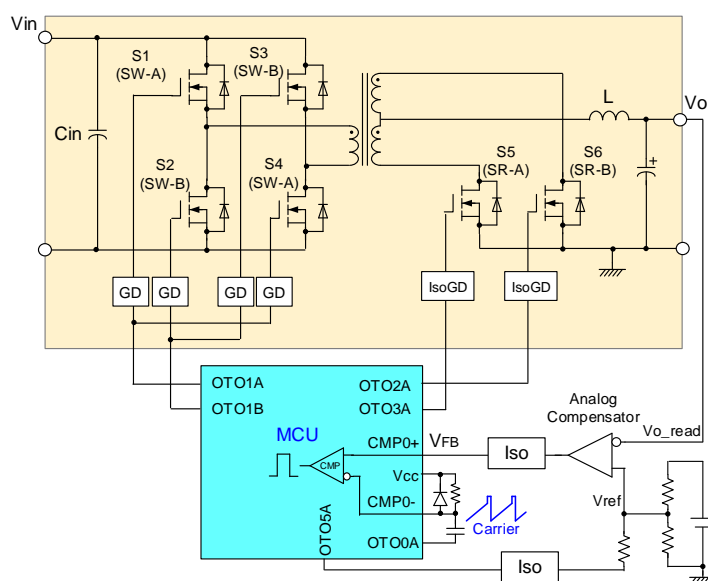 Vin
S1
(SW-A)
S3
(SW-B)
L
Vo
Cin
S2
(SW-B)
S4
(SW-A)
S5
(SR-A)
S6
(SR-B)
+
GD
GD
GD
GD
IsoGD
IsoGD
OTO1A
OTO2A
OTO1B
OTO3A
Analog
Compensator
MCU
CMP0+
VFB
Vo_read
CMP
Iso
Vcc
CMP0-
Vref
Carrier
OTO5A
OTO0A
Iso